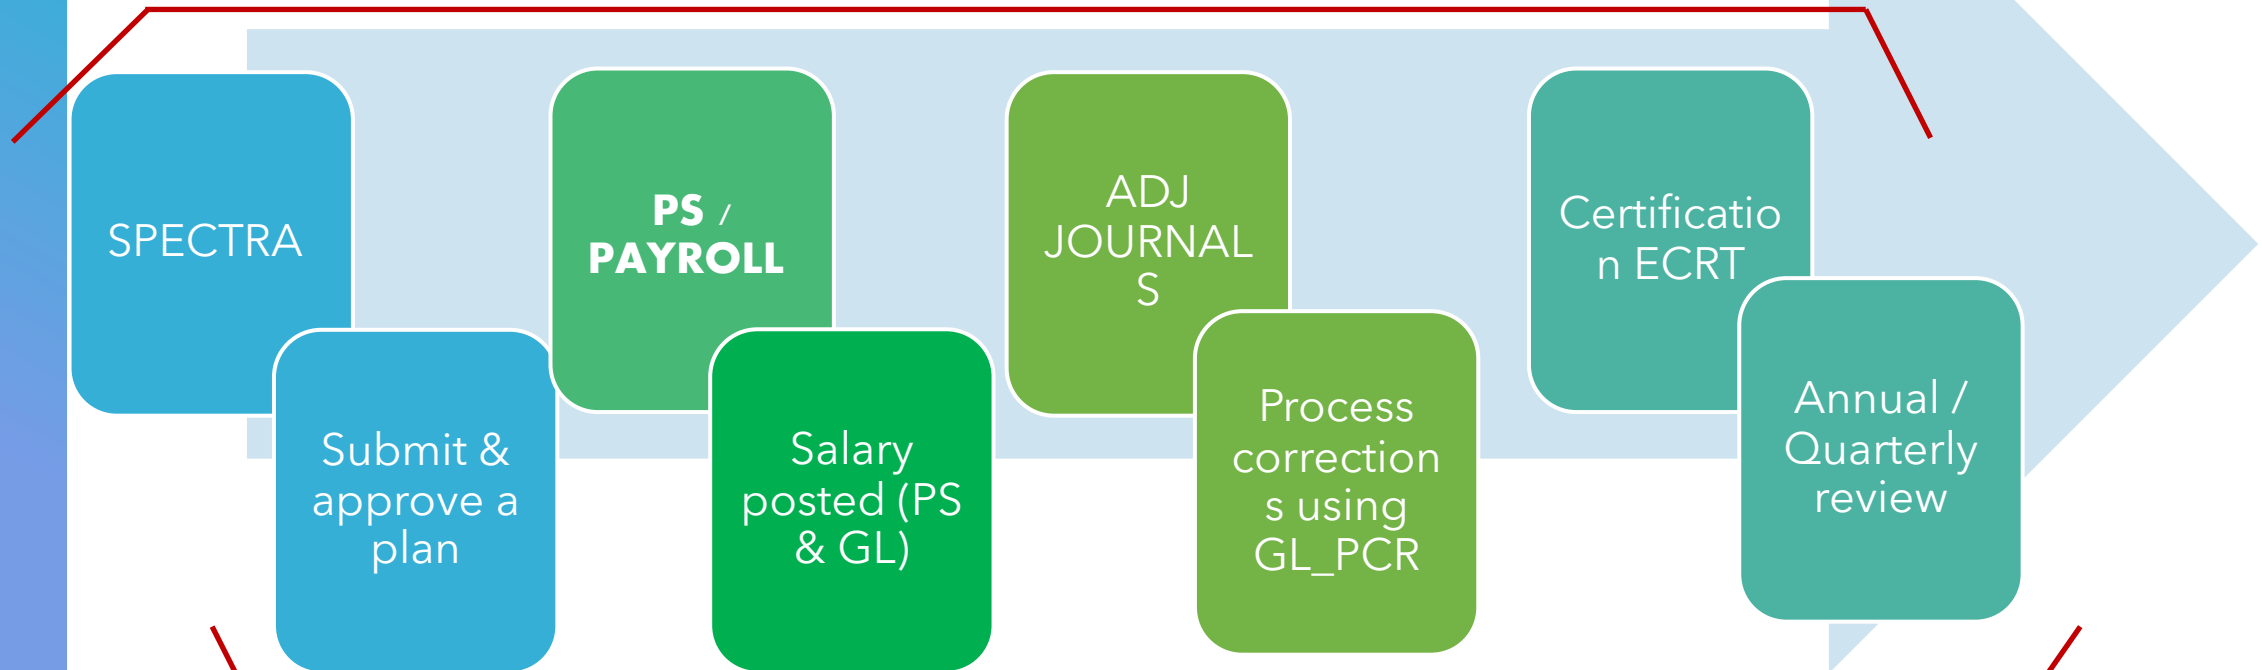 SPECTRA
Submit &
approve a
plan
PS /
PAYROLL
Salary
posted (PS
& GL)
ADJ
JOURNAL
S
Process
correction
s using
GL_PCR
Certificatio
n ECRT
Annual /
Quarterly
review